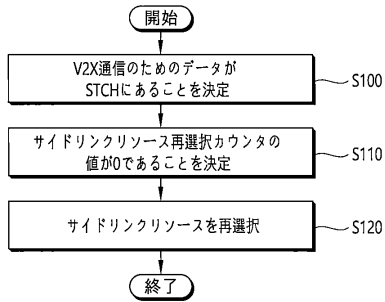 開始
V2X通信のためのデータが
STCHにあることを決定
S100
サイドリンクリソース再選択カウンタの
値が0であることを決定
S110
サイドリンクリソースを再選択
S120
終了